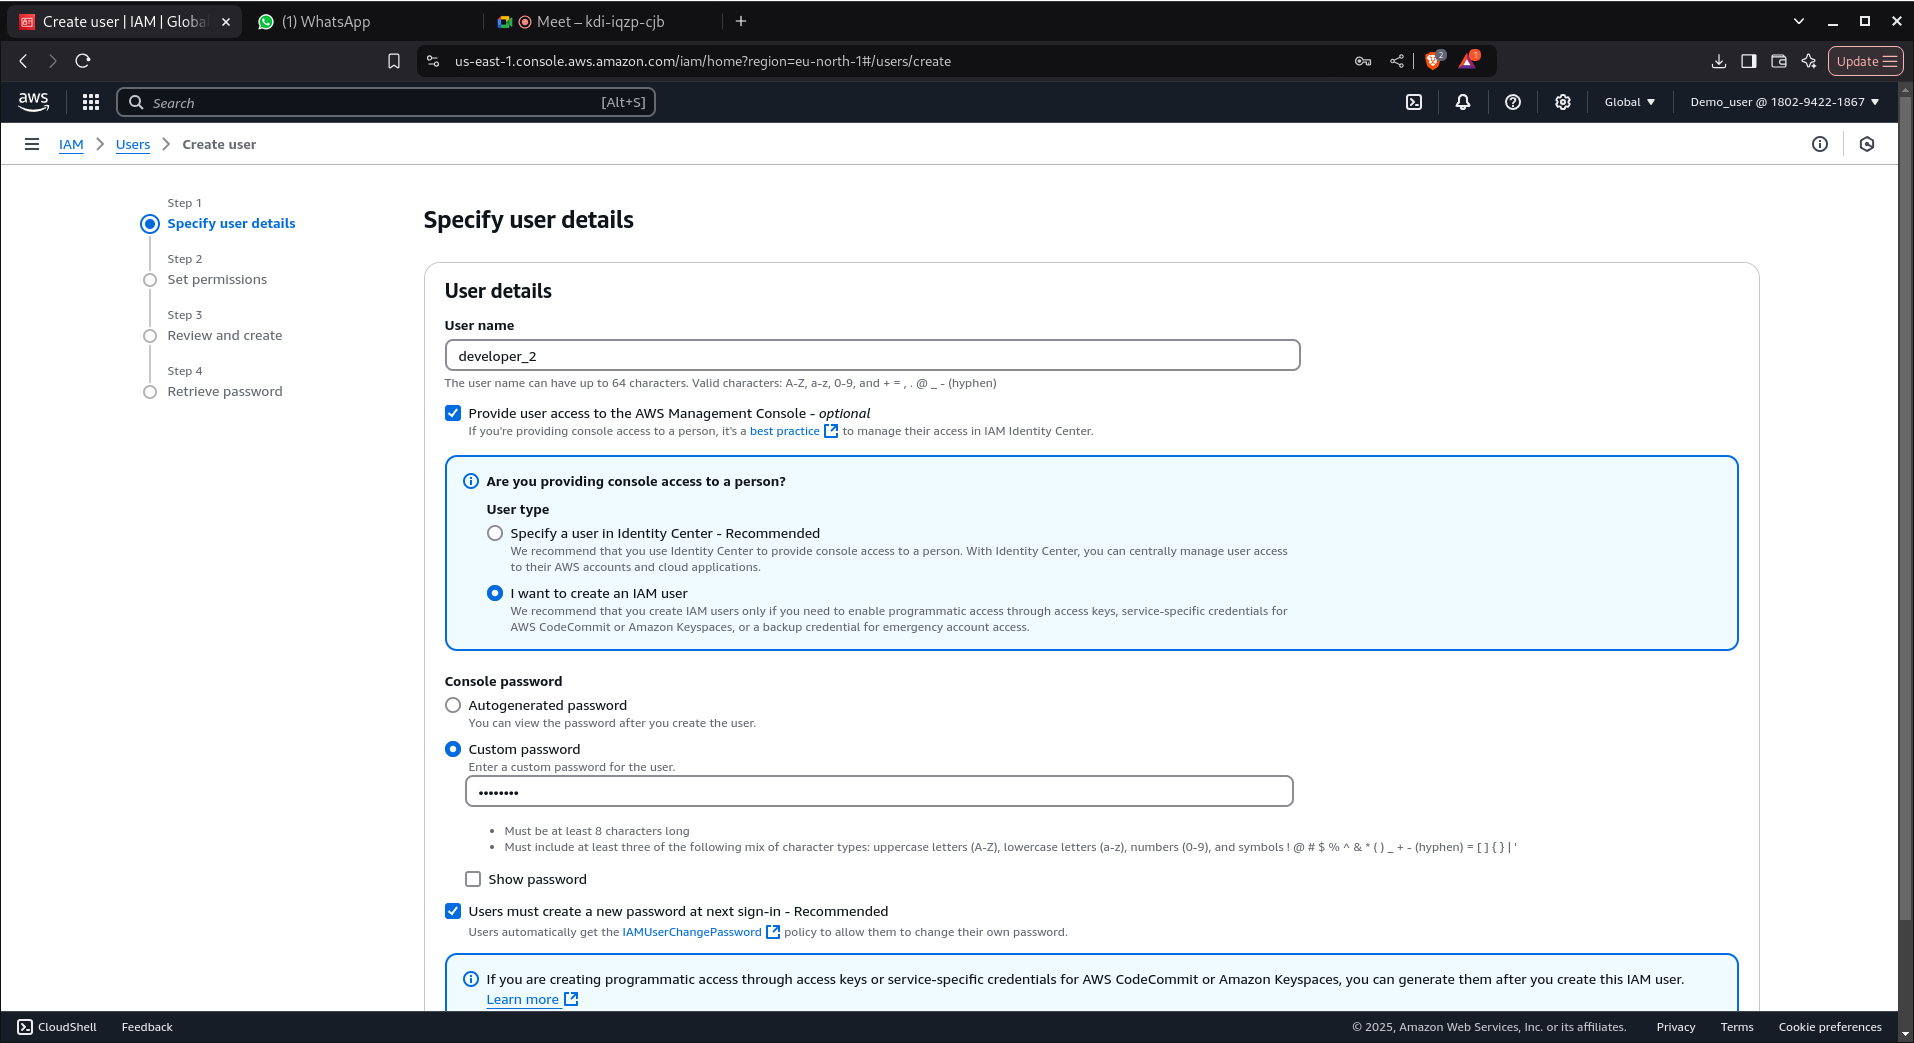 Create user | IAM | Globa
(1) WhatsApp
Meet – kdi-iqzp-cjb
us-east-1.console.aws.amazon.com/iam/home?region=eu-north-1#/users/create
2
1
Update
aws
Search
[Alt+S]
Global
Demo_user @ 1802-9422-1867
IAM
Users
Create user
Step 1
Specify user details
Step 2
Set permissions
Step 3
Review and create
Step 4
Retrieve password
Specify user details
User details
User name
developer_2
The user name can have up to 64 characters. Valid characters: A-Z, a-z, 0-9, and + = , . @ _ - (hyphen)
Provide user access to the AWS Management Console - optional
If you're providing console access to a person, it's a best practice to manage their access in IAM Identity Center.
Are you providing console access to a person?
User type
Specify a user in Identity Center - Recommended
We recommend that you use Identity Center to provide console access to a person. With Identity Center, you can centrally manage user access
to their AWS accounts and cloud applications.
I want to create an IAM user
We recommend that you create IAM users only if you need to enable programmatic access through access keys, service-specific credentials for
AWS CodeCommit or Amazon Keyspaces, or a backup credential for emergency account access.
Console password
Autogenerated password
You can view the password after you create the user.
Custom password
Enter a custom password for the user.
••••••••
• Must be at least 8 characters long
• Must include at least three of the following mix of character types: uppercase letters (A-Z), lowercase letters (a-z), numbers (0-9), and symbols ! @ # $ % ^ & * ( ) _ + - (hyphen) = [ ] { } | '
Show password
Users must create a new password at next sign-in - Recommended
Users automatically get the IAMUserChangePassword policy to allow them to change their own password.
If you are creating programmatic access through access keys or service-specific credentials for AWS CodeCommit or Amazon Keyspaces, you can generate them after you create this IAM user.
Learn more
CloudShell
Feedback
© 2025, Amazon Web Services, Inc. or its affiliates.
Privacy
Terms
Cookie preferences